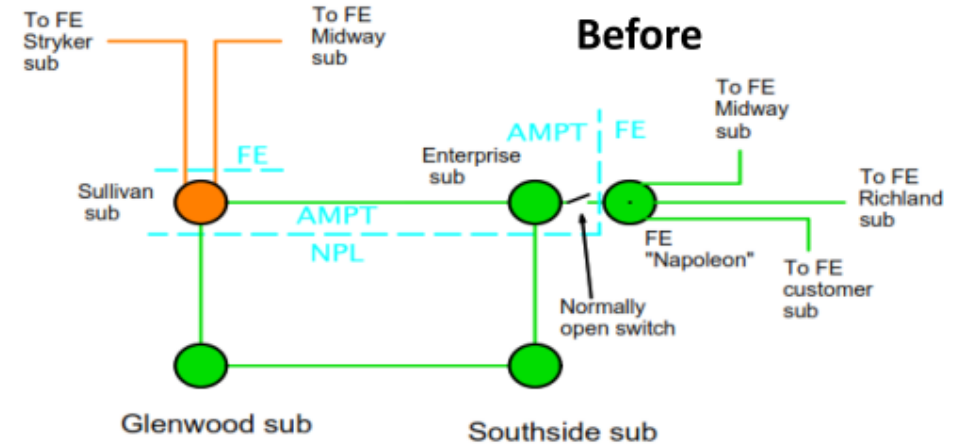 To FE
Stryker
sub
To FE
Midway
sub
Before
To FE
Midway
sub
AMPT
FE
FE
Enterprise
sub
Sullivan
sub
To FE
Richland
sub
AMPT
NPL
FE
"Napoleon"
To FE
customer
sub
Normally
open switch
Glenwood sub
Southside sub